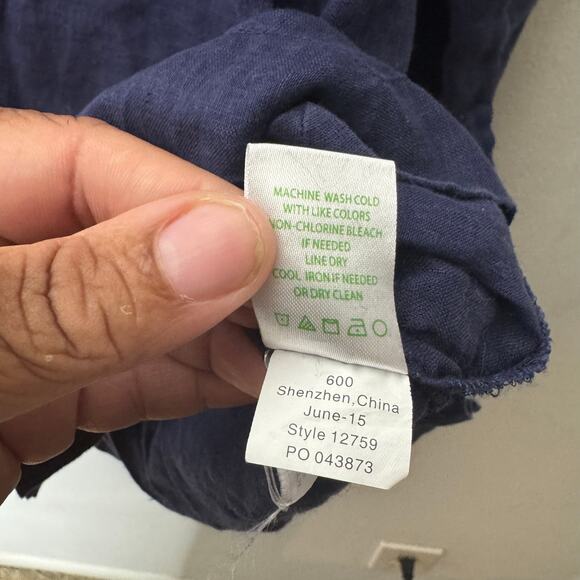 MACHINE WASH COLD
WITH LIKE COLORS
NON-CHLORINE BLEACH
IF NEEDED
LINE DRY
COOL IRON IF NEEDED
OR DRY CLEAN
600
Shenzhen,China
June-15
Style 12759
PO 043873